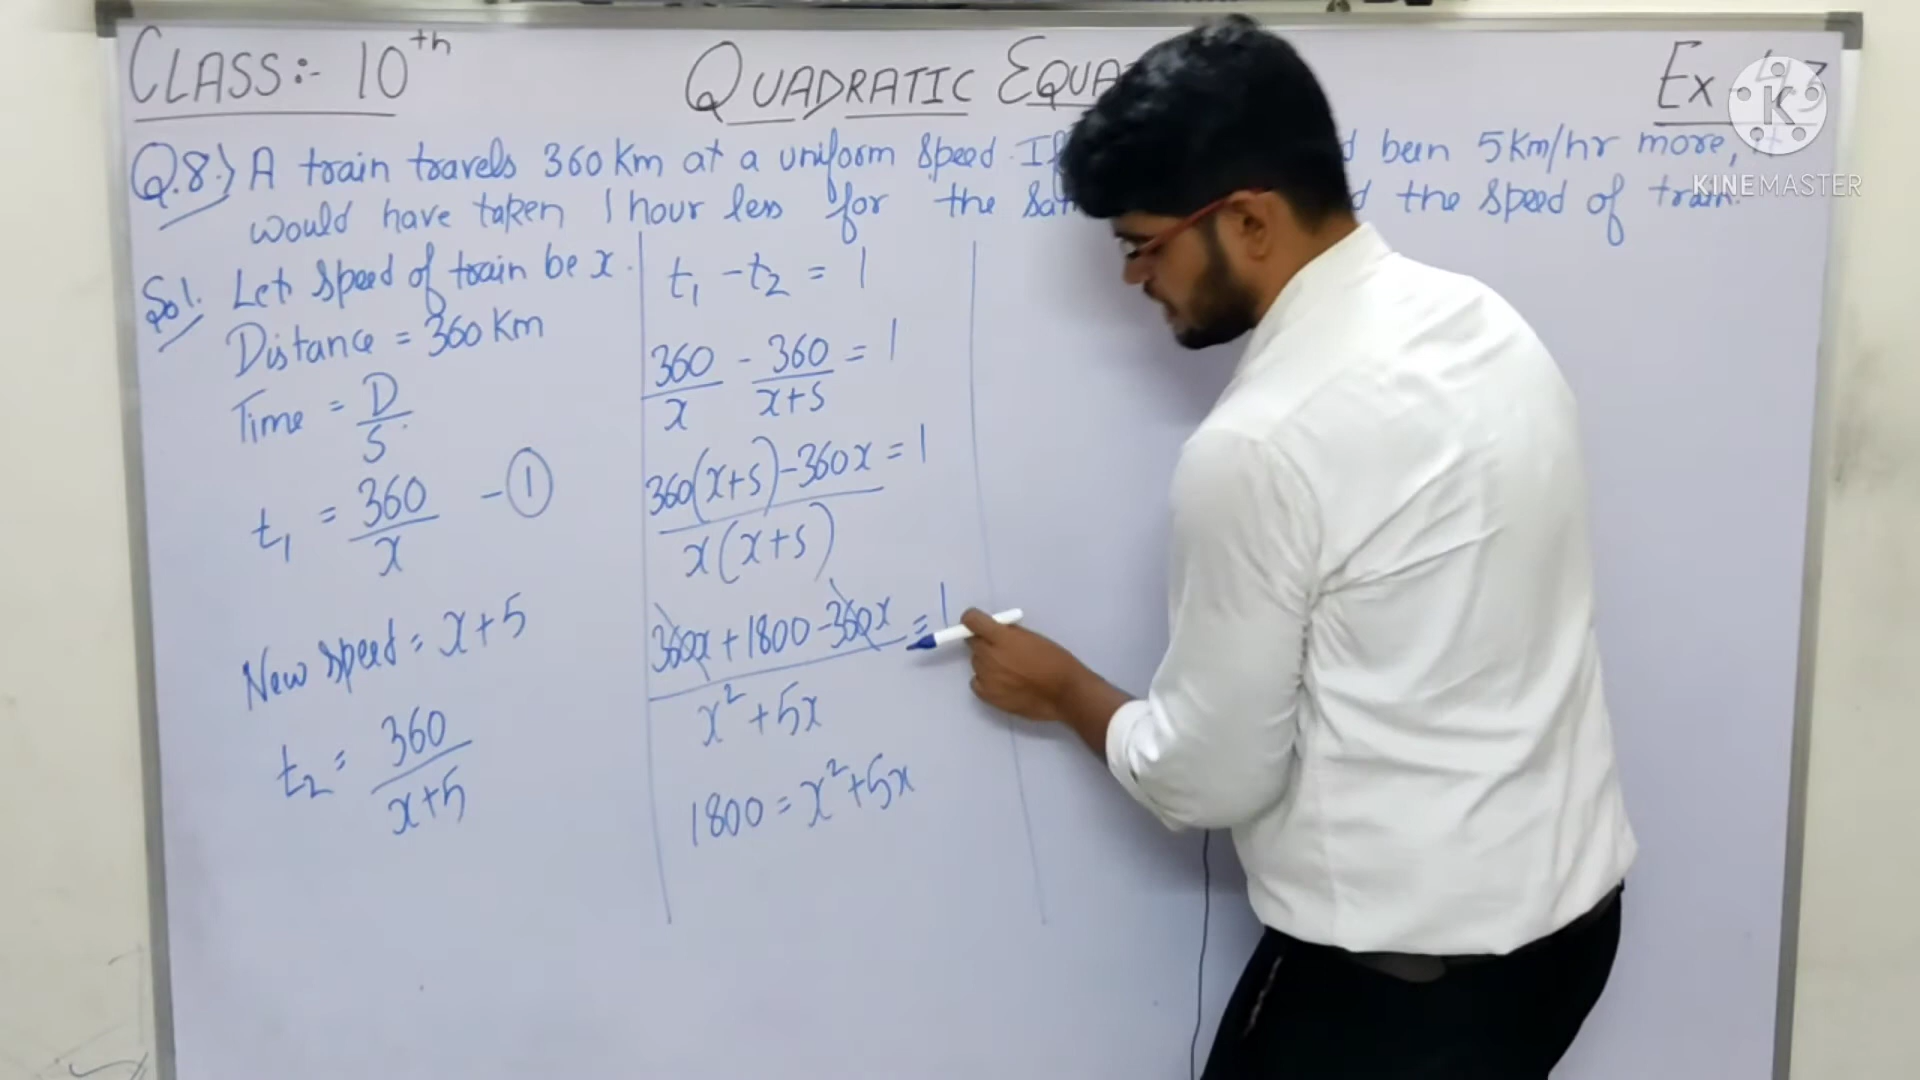 CLASS:- 10th
QUADRATIC EQUA
Ex - 4.3
Q.8.) A train travels 360 Km at a uniform speed. If been 5 Km/hr more, it
would have taken 1 hour less for the the speed of train.
Sol. Let speed of train be x.
Distance = 360 Km
Time = D/S
t₁ = 360/x - ①
New speed = x+5
t₂ = 360/x+5
t₁ - t₂ = 1
360/x - 360/x+5 = 1
360(x+5) - 360x/x(x+5) = 1
360x + 1800 - 360x/x² + 5x = 1
1800 = x² + 5x
K
KINEMASTER